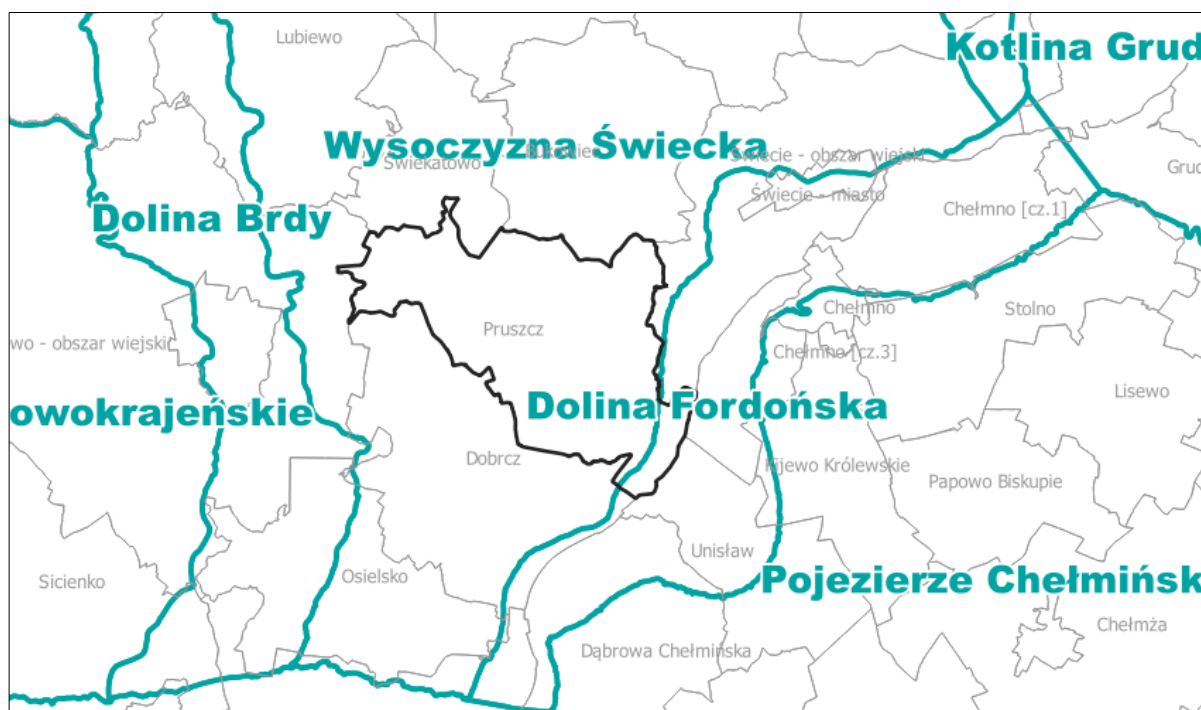 Lubiewo
Kotlina Grud
Wysoczyzna Świecka
Bukowiec
Świekatowo
Świecie - obszar wiejski
Grud
Świecie - miasto
Chełmno [cz.1]
Dolina Brdy
Chełmno
Stolno
Pruszcz
wo - obszar wiejski
Chełmno [cz.3]
Lisewo
owokrajeńskie
Dolina Fordońska
Dobrcz
Kijewo Królewskie
Papowo Biskupie
Unisław
Sicienko
Osielsko
Pojezierze Chełmińsk
Chełmża
Dąbrowa Chełmińska